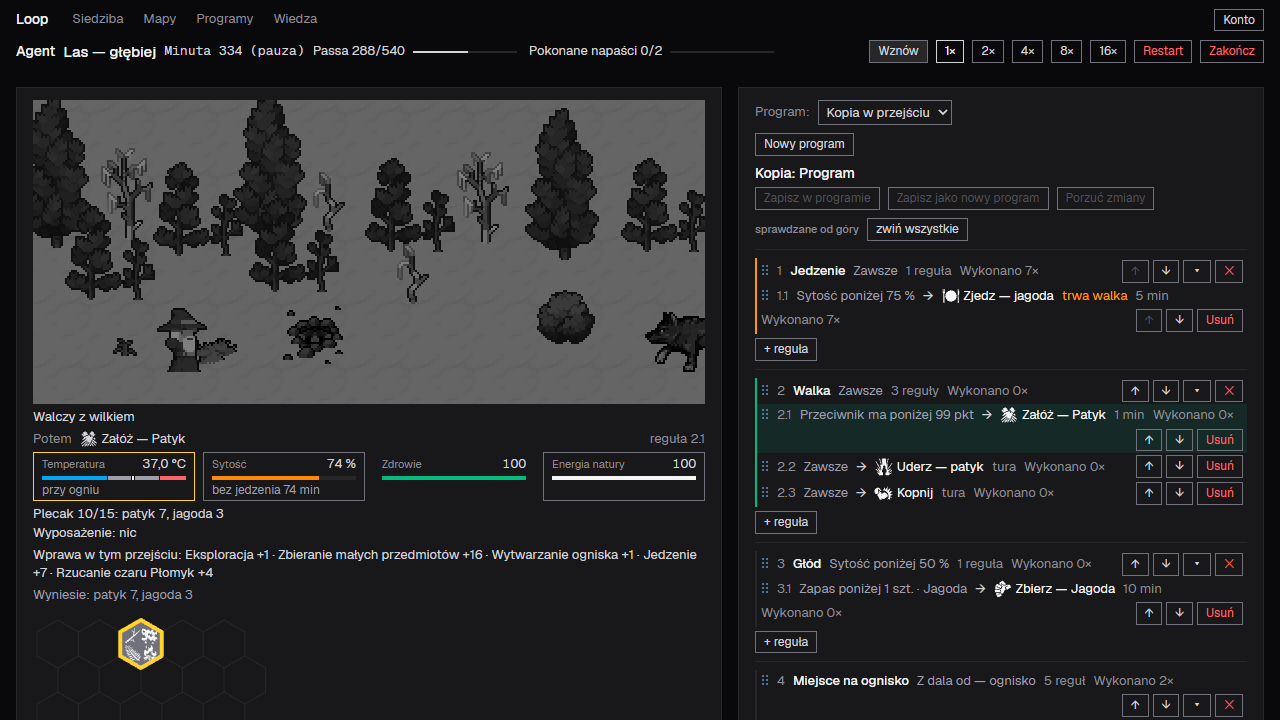 Loop Siedziba Mapy Programy Wiedza Konto
Agent Las — głębiej Minuta 334 (pauza) Passa 288/540 Pokonane napaści 0/2 Wznów 1× 2× 4× 8× 16× Restart Zakończ
Walczy z wilkiem
Potem Załóż — Patyk reguła 2.1
Temperatura 37,0 °C
przy ogniu
Sytość 74 %
bez jedzenia 74 min
Zdrowie 100
Energia natury 100
Plecak 10/15: patyk 7, jagoda 3
Wyposażenie: nic
Wprawa w tym przejściu: Eksploracja +1 · Zbieranie małych przedmiotów +16 · Wytwarzanie ogniska +1 · Jedzenie
+7 · Rzucanie czaru Płomyk +4
Wyniesie: patyk 7, jagoda 3
Program: Kopia w przejściu
Nowy program
Kopia: Program
Zapisz w programie Zapisz jako nowy program Porzuć zmiany
sprawdzane od góry zwiń wszystkie
1 Jedzenie Zawsze 1 reguła Wykonano 7× ↑ ↓ ×
1.1 Sytość poniżej 75 % → Zjedz — jagoda trwa walka 5 min
Wykonano 7× ↑ ↓ Usuń
+ reguła
2 Walka Zawsze 3 reguły Wykonano 0× ↑ ↓ ×
2.1 Przeciwnik ma poniżej 99 pkt → Załóż — Patyk 1 min Wykonano 0×
↑ ↓ Usuń
2.2 Zawsze → Uderz — patyk tura Wykonano 0× ↑ ↓ Usuń
2.3 Zawsze → Kopnij tura Wykonano 0× ↑ ↓ Usuń
+ reguła
3 Głód Sytość poniżej 50 % 1 reguła Wykonano 0× ↑ ↓ ×
3.1 Zapas poniżej 1 szt. · Jagoda → Zbierz — Jagoda 10 min
Wykonano 0× ↑ ↓ Usuń
+ reguła
4 Miejsce na ognisko Z dala od — ognisko 5 reguł Wykonano 2×
↑ ↓ ×